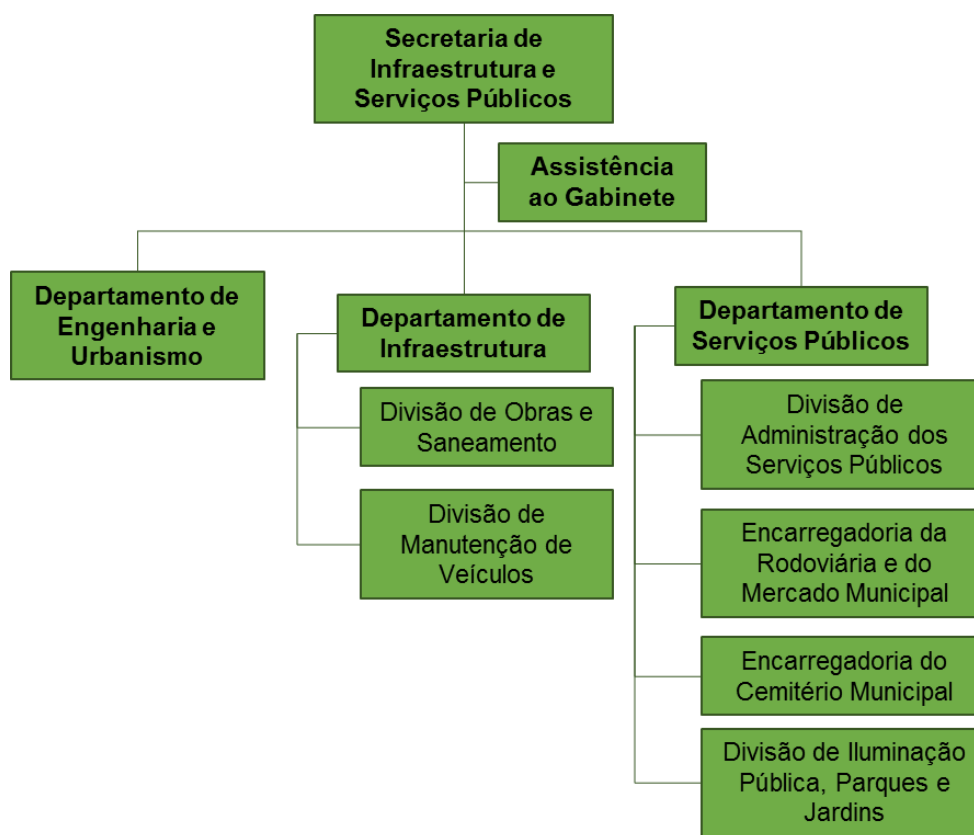 Secretaria de
Infraestrutura e
Serviços Públicos
Assistência
ao Gabinete
Departamento de
Engenharia e
Urbanismo
Departamento de
Infraestrutura
Divisão de Obras e
Saneamento
Divisão de
Manutenção de
Veículos
Departamento de
Serviços Públicos
Divisão de
Administração dos
Serviços Públicos
Encarregadoria da
Rodoviária e do
Mercado Municipal
Encarregadoria do
Cemitério Municipal
Divisão de Iluminação
Pública, Parques e
Jardins